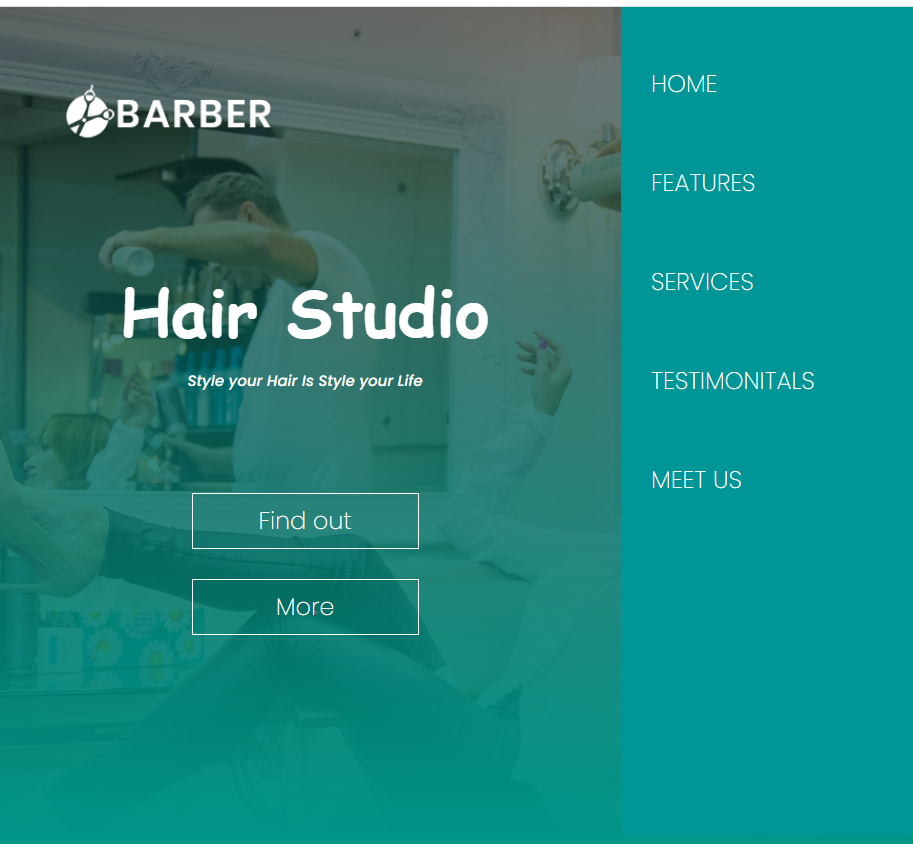 BARBER
Hair Studio
Style your Hair Is Style your Life
Find out
More
HOME
FEATURES
SERVICES
TESTIMONITALS
MEET US